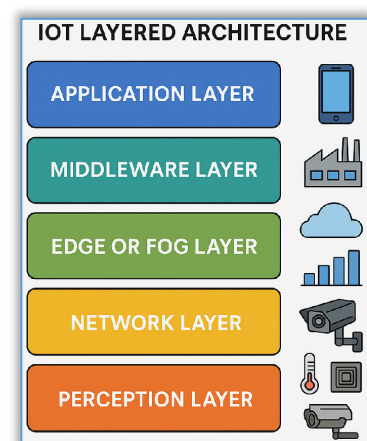 IOT LAYERED ARCHITECTURE
APPLICATION LAYER
MIDDLEWARE LAYER
EDGE OR FOG LAYER
NETWORK LAYER
PERCEPTION LAYER